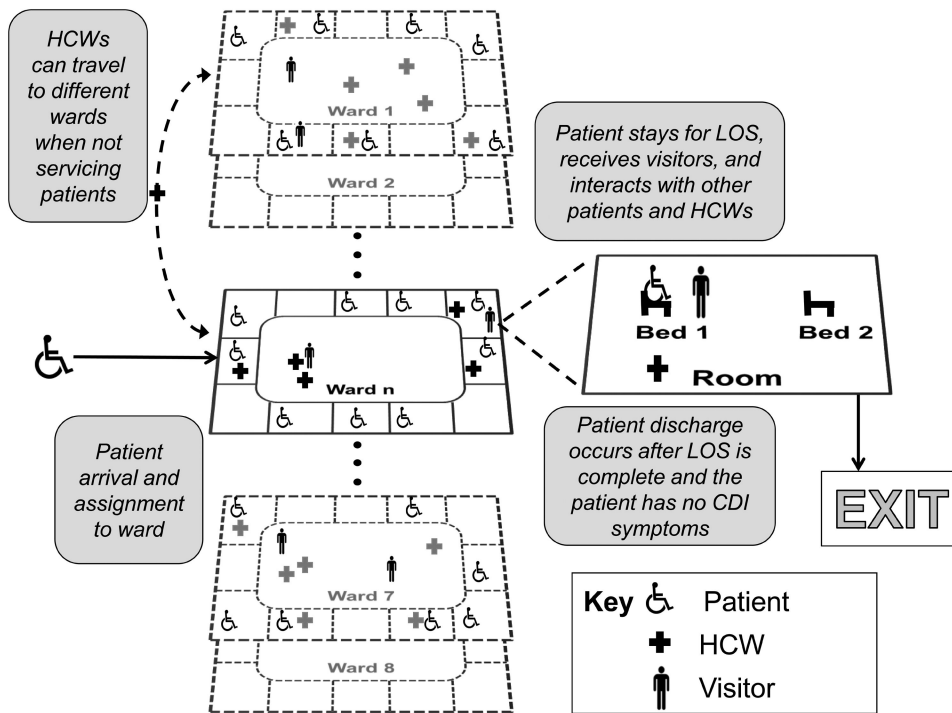 HCWs
can travel
to different
wards
when not
servicing
patients
Ward 1
Ward 2
Patient stays for LOS,
receives visitors, and
interacts with other
patients and HCWs
Ward n
Bed 1
Bed 2
Room
Patient
arrival and
assignment
to ward
Patient discharge
occurs after LOS is
complete and the
patient has no CDI
symptoms
EXIT
Ward 7
Ward 8
Key Patient
HCW
Visitor